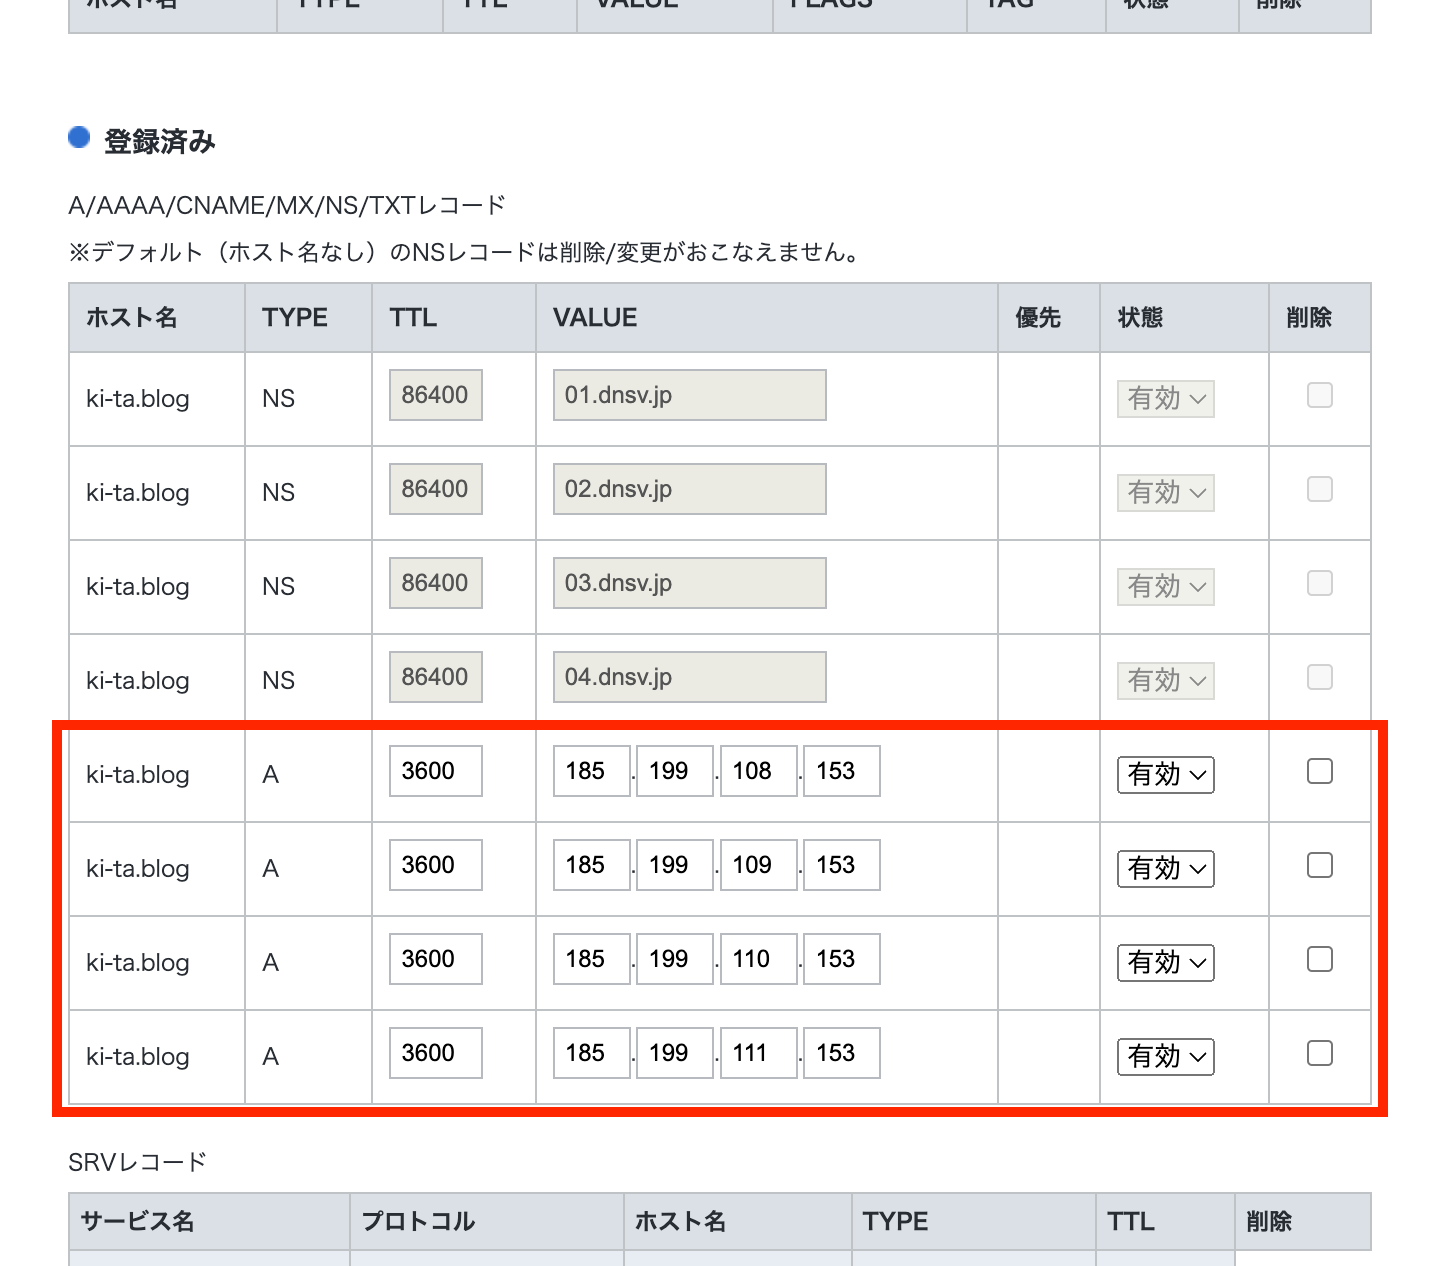 ホスト名 TYPE TTL VALUE FLAGS TAG 状態 削除
登録済み
A/AAAA/CNAME/MX/NS/TXTレコード
※デフォルト（ホスト名なし）のNSレコードは削除/変更がおこなえません。
ホスト名 TYPE TTL VALUE 優先 状態 削除
ki-ta.blog NS 86400 01.dnsv.jp 有効
ki-ta.blog NS 86400 02.dnsv.jp 有効
ki-ta.blog NS 86400 03.dnsv.jp 有効
ki-ta.blog NS 86400 04.dnsv.jp 有効
ki-ta.blog A 3600 185.199.108.153 有効
ki-ta.blog A 3600 185.199.109.153 有効
ki-ta.blog A 3600 185.199.110.153 有効
ki-ta.blog A 3600 185.199.111.153 有効
SRVレコード
サービス名 プロトコル ホスト名 TYPE TTL 削除